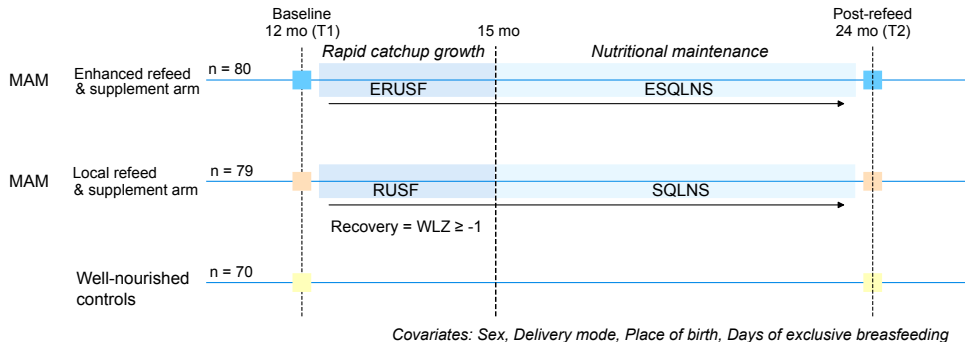 Baseline
12 mo (T1)
15 mo
Post-refeed
24 mo (T2)
Rapid catchup growth
Nutritional maintenance
MAM
Enhanced refeed
& supplement arm
n = 80
ERUSF
ESQLNS
MAM
Local refeed
& supplement arm
n = 79
RUSF
SQLNS
Recovery = WLZ ≥ -1
Well-nourished
controls
n = 70
Covariates: Sex, Delivery mode, Place of birth, Days of exclusive breasfeeding